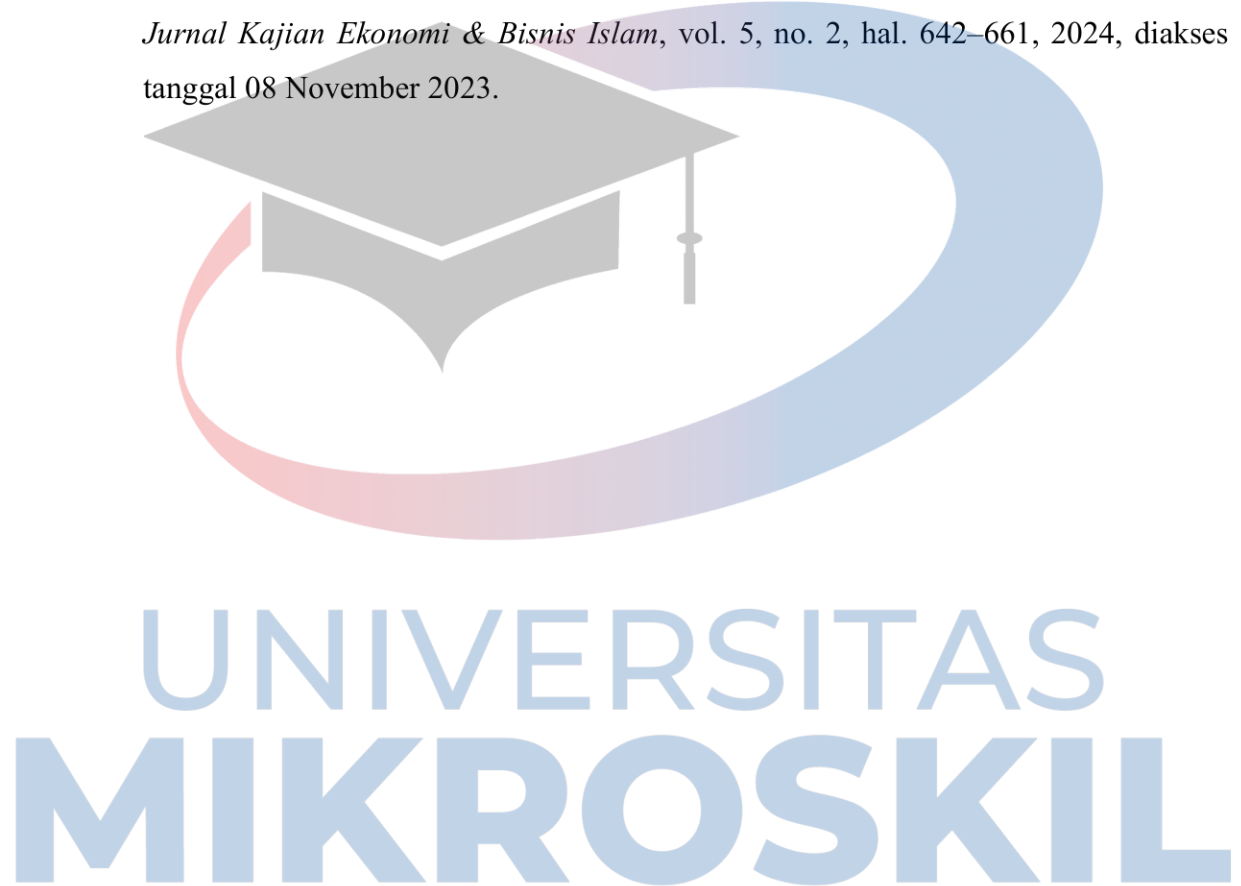 Jurnal Kajian Ekonomi & Bisnis Islam, vol. 5, no. 2, hal. 642–661, 2024, diakses
tanggal 08 November 2023.
UNIVERSITAS
MIKROSKIL